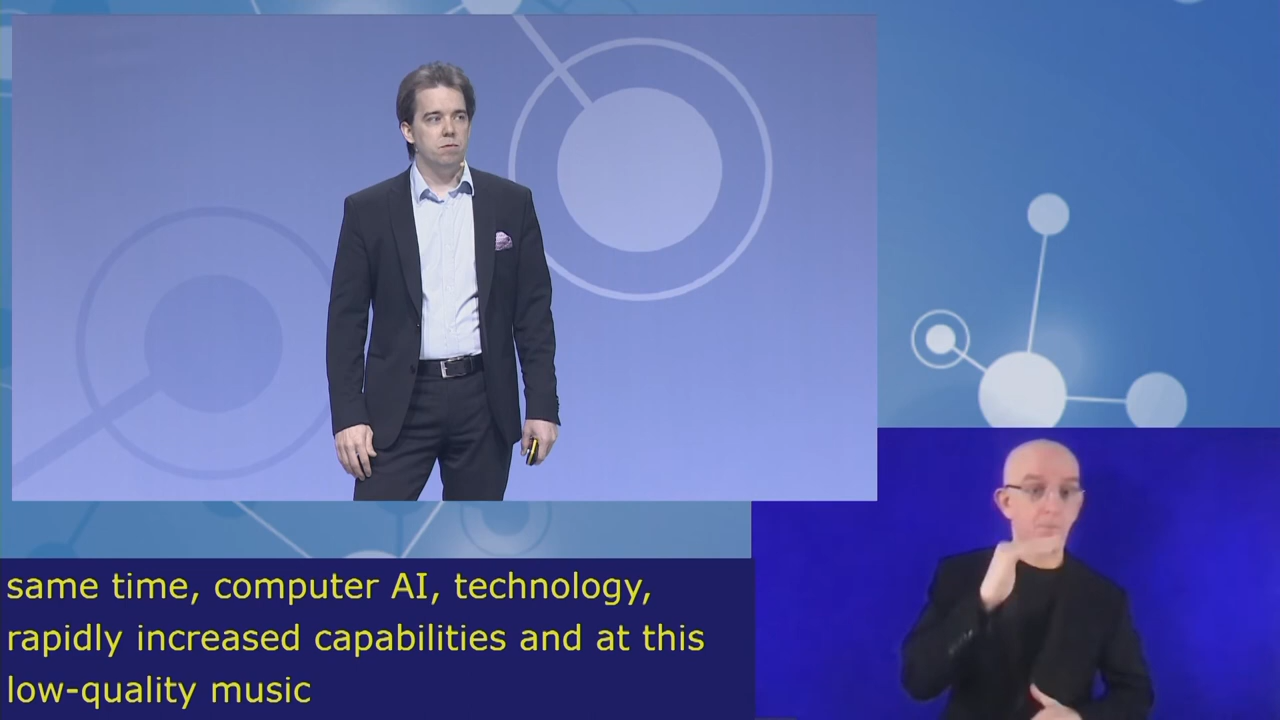 same time, computer AI, technology,
rapidly increased capabilities and at this
low-quality music